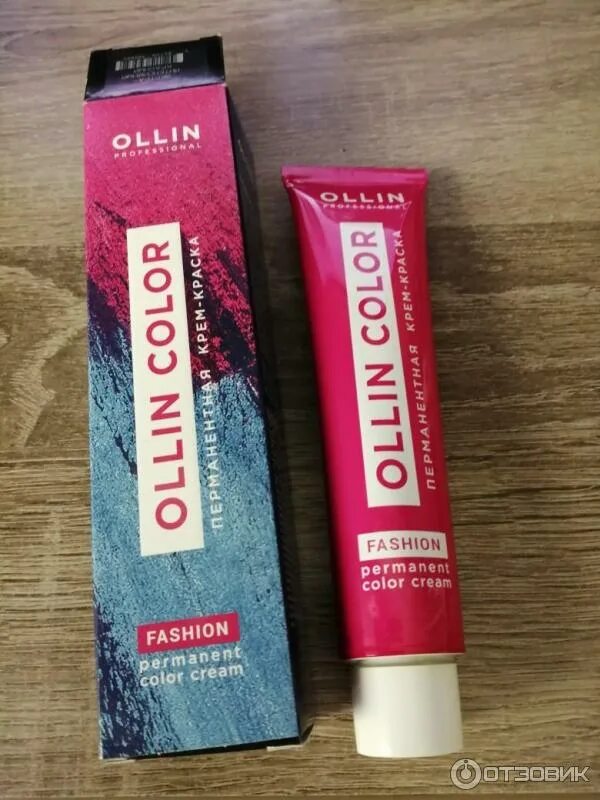 OLLIN
PROFESSIONAL
OLLIN COLOR
ПЕРМАНЕНТНАЯ КРЕМ-КРАСКА
FASHION
permanent
color cream
OLLIN
PROFESSIONAL
OLLIN COLOR
ПЕРМАНЕНТНАЯ КРЕМ-КРАСКА
FASHION
permanent
color cream
ОТЗОВИК